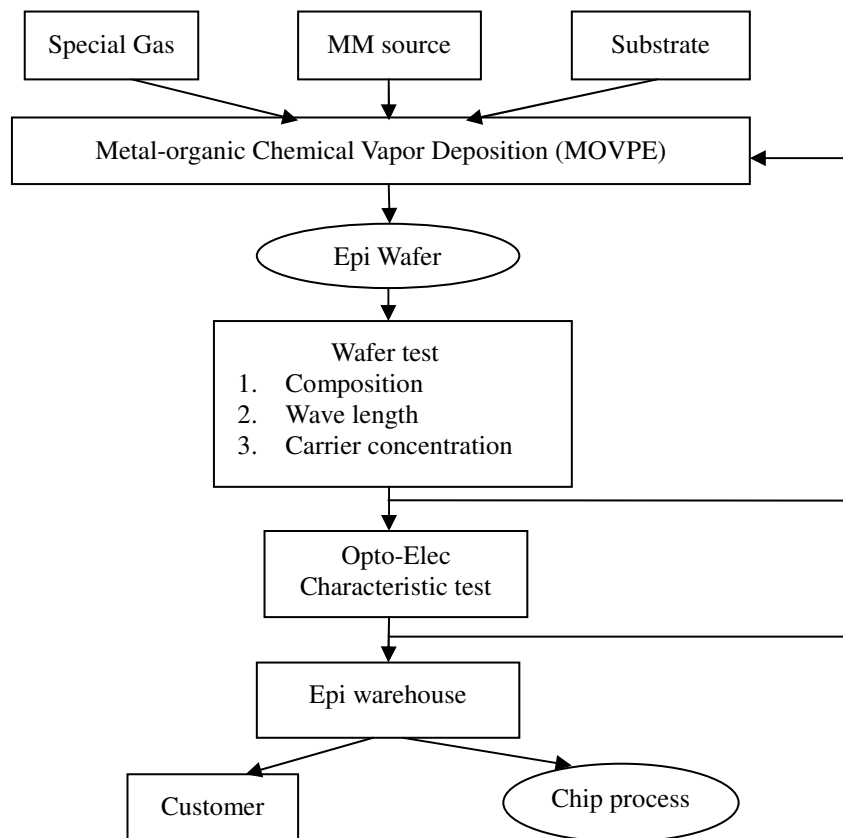 Special Gas
MM source
Substrate
Metal-organic Chemical Vapor Deposition (MOVPE)
Epi Wafer
Wafer test
1. Composition
2. Wave length
3. Carrier concentration
Opto-Elec
Characteristic test
Epi warehouse
Customer
Chip process